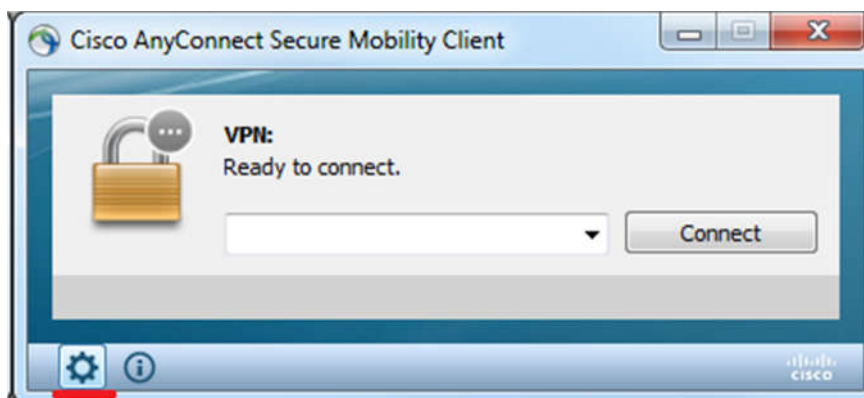 Cisco AnyConnect Secure Mobility Client
VPN:
Ready to connect.
Connect
CISCO